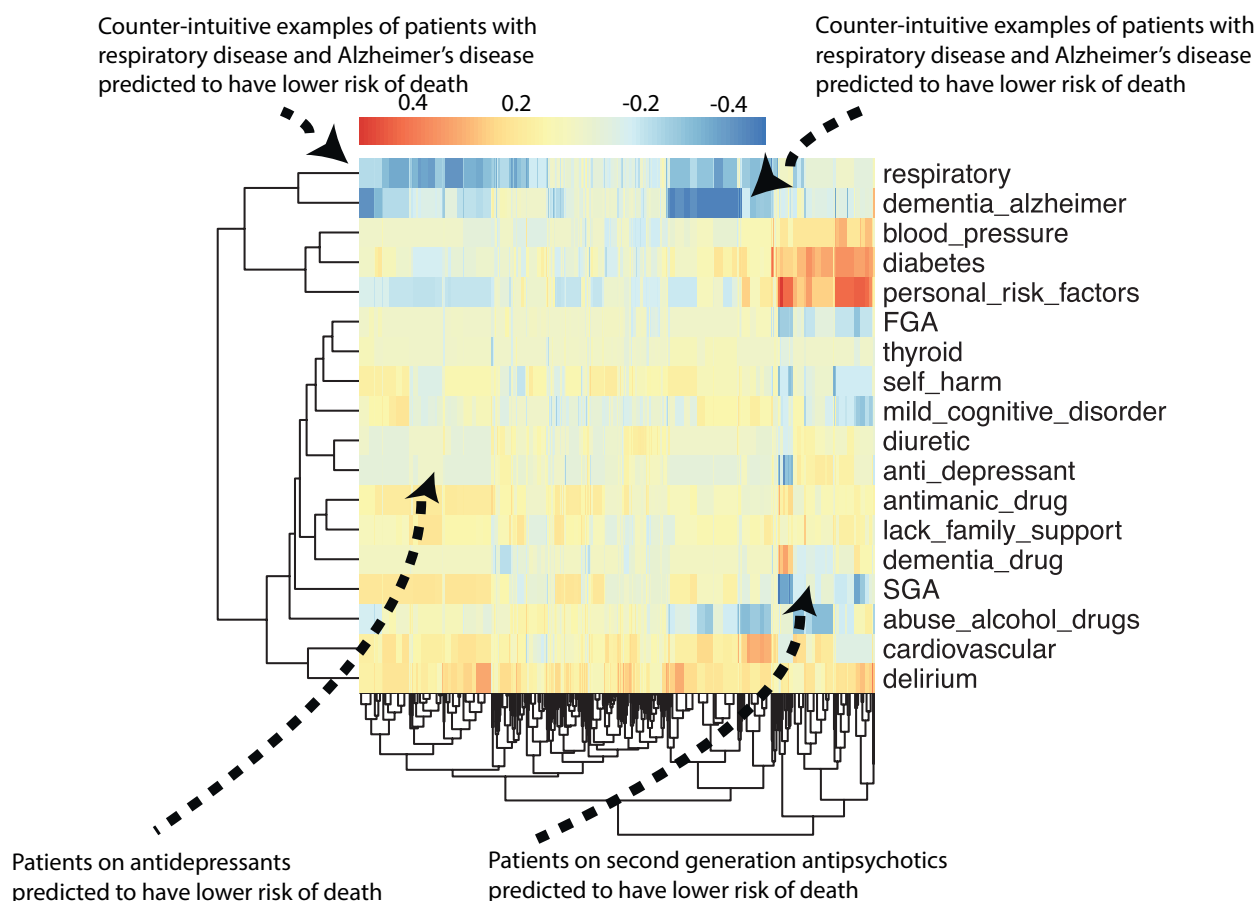 Counter-intuitive examples of patients with
respiratory disease and Alzheimer's disease
predicted to have lower risk of death
Counter-intuitive examples of patients with
respiratory disease and Alzheimer's disease
predicted to have lower risk of death
0.4 0.2 -0.2 -0.4
respiratory
dementia_alzheimer
blood_pressure
diabetes
personal_risk_factors
FGA
thyroid
self_harm
mild_cognitive_disorder
diuretic
anti_depressant
antimanic_drug
lack_family_support
dementia_drug
SGA
abuse_alcohol_drugs
cardiovascular
delirium
Patients on antidepressants
predicted to have lower risk of death
Patients on second generation antipsychotics
predicted to have lower risk of death